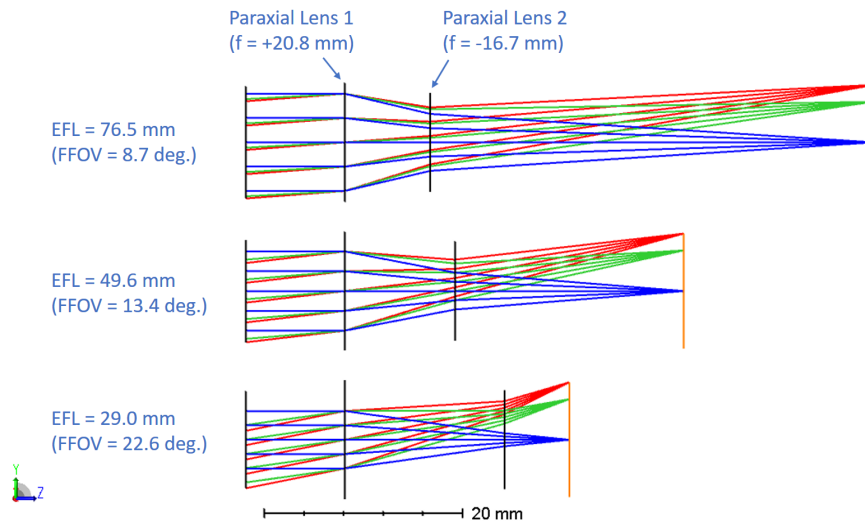 Paraxial Lens 1
(f = +20.8 mm)
Paraxial Lens 2
(f = -16.7 mm)
EFL = 76.5 mm
(FFOV = 8.7 deg.)
EFL = 49.6 mm
(FFOV = 13.4 deg.)
EFL = 29.0 mm
(FFOV = 22.6 deg.)
Y
Z
20 mm